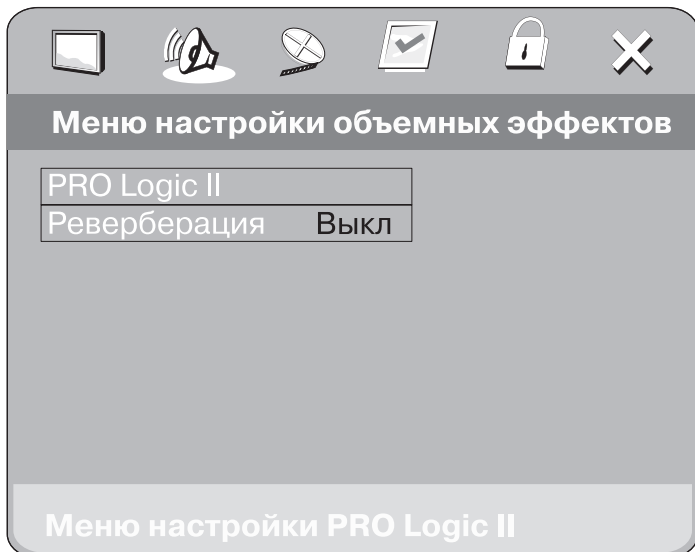 Меню настройки объемных эффектов
PRO Logic II
Реверберация Выкл
Меню настройки PRO Logic II